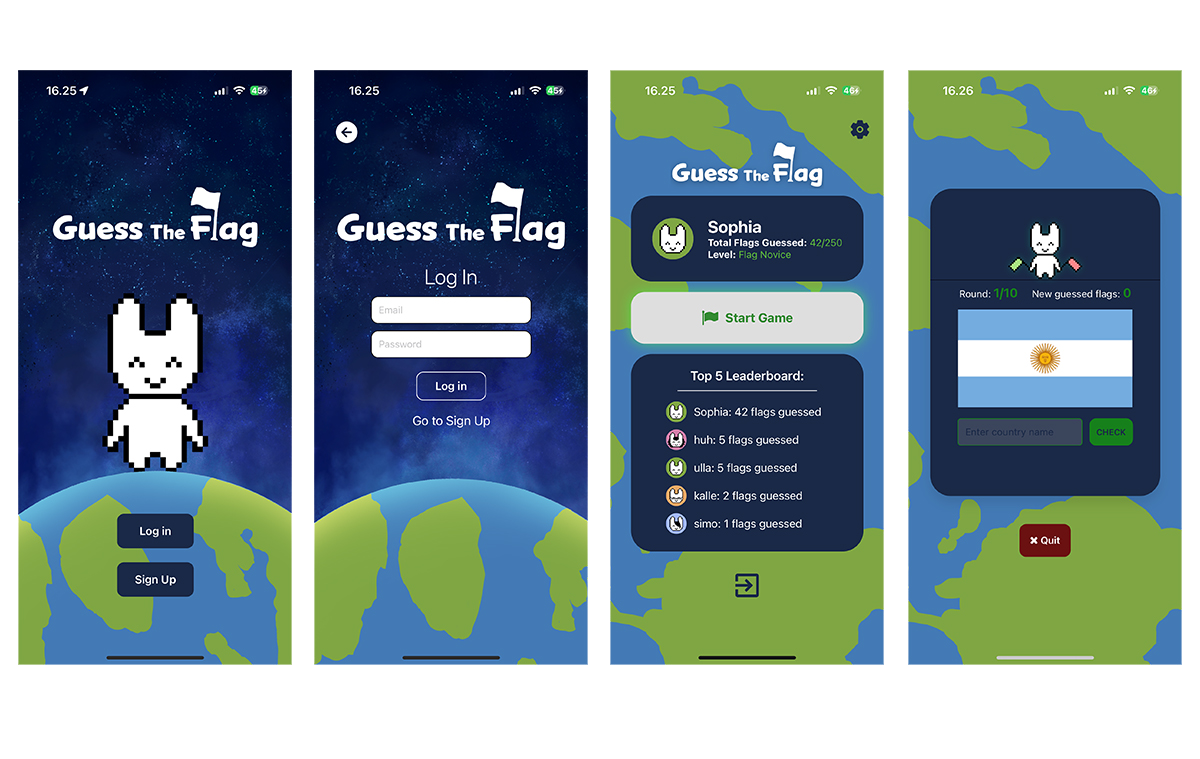 16.25
45
Guess The Flag
Log in
Sign Up
16.25
45
Guess The Flag
Log In
Email
Password
Log in
Go to Sign Up
16.25
46
Guess The Flag
Sophia
Total Flags Guessed: 42/250
Level: Flag Novice
Start Game
Top 5 Leaderboard:
Sophia: 42 flags guessed
huh: 5 flags guessed
ulla: 5 flags guessed
kalle: 2 flags guessed
simo: 1 flags guessed
16.26
46
Round: 1/10 New guessed flags: 0
Enter country name
CHECK
Quit